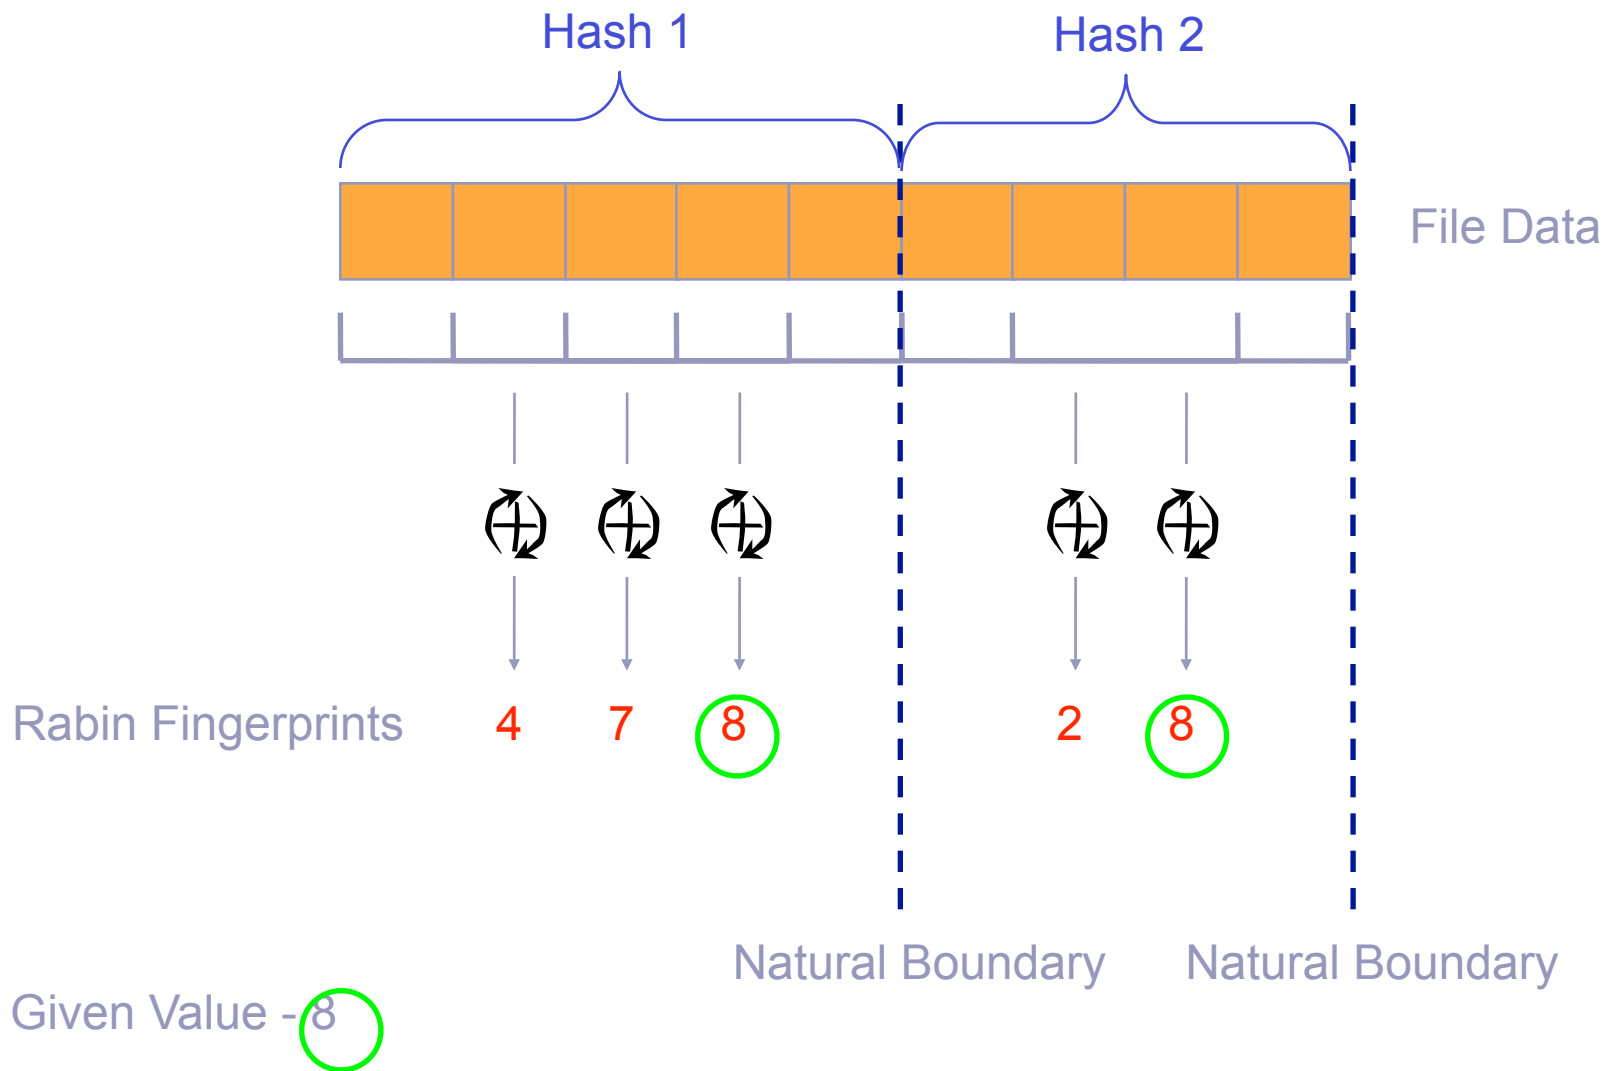 Hash 1
Hash 2
File Data
Rabin Fingerprints 4 7 8 2 8
Natural Boundary
Natural Boundary
Given Value - 8